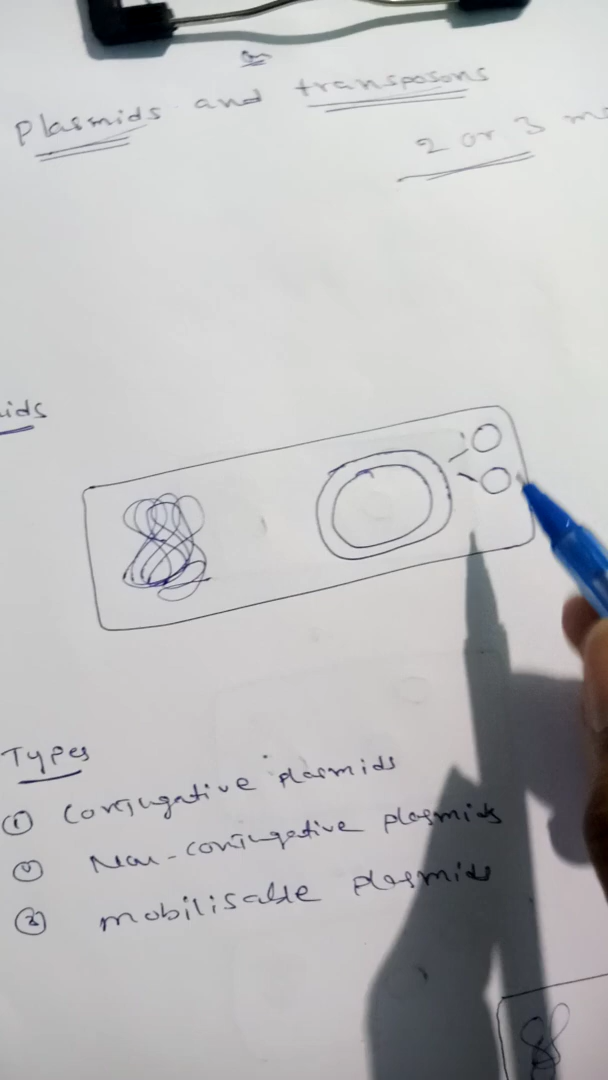 Plasmids and transposons
2 or 3
Types
① Conjugative plasmids
② Non-conjugative plasmids
③ mobilisable plasmids